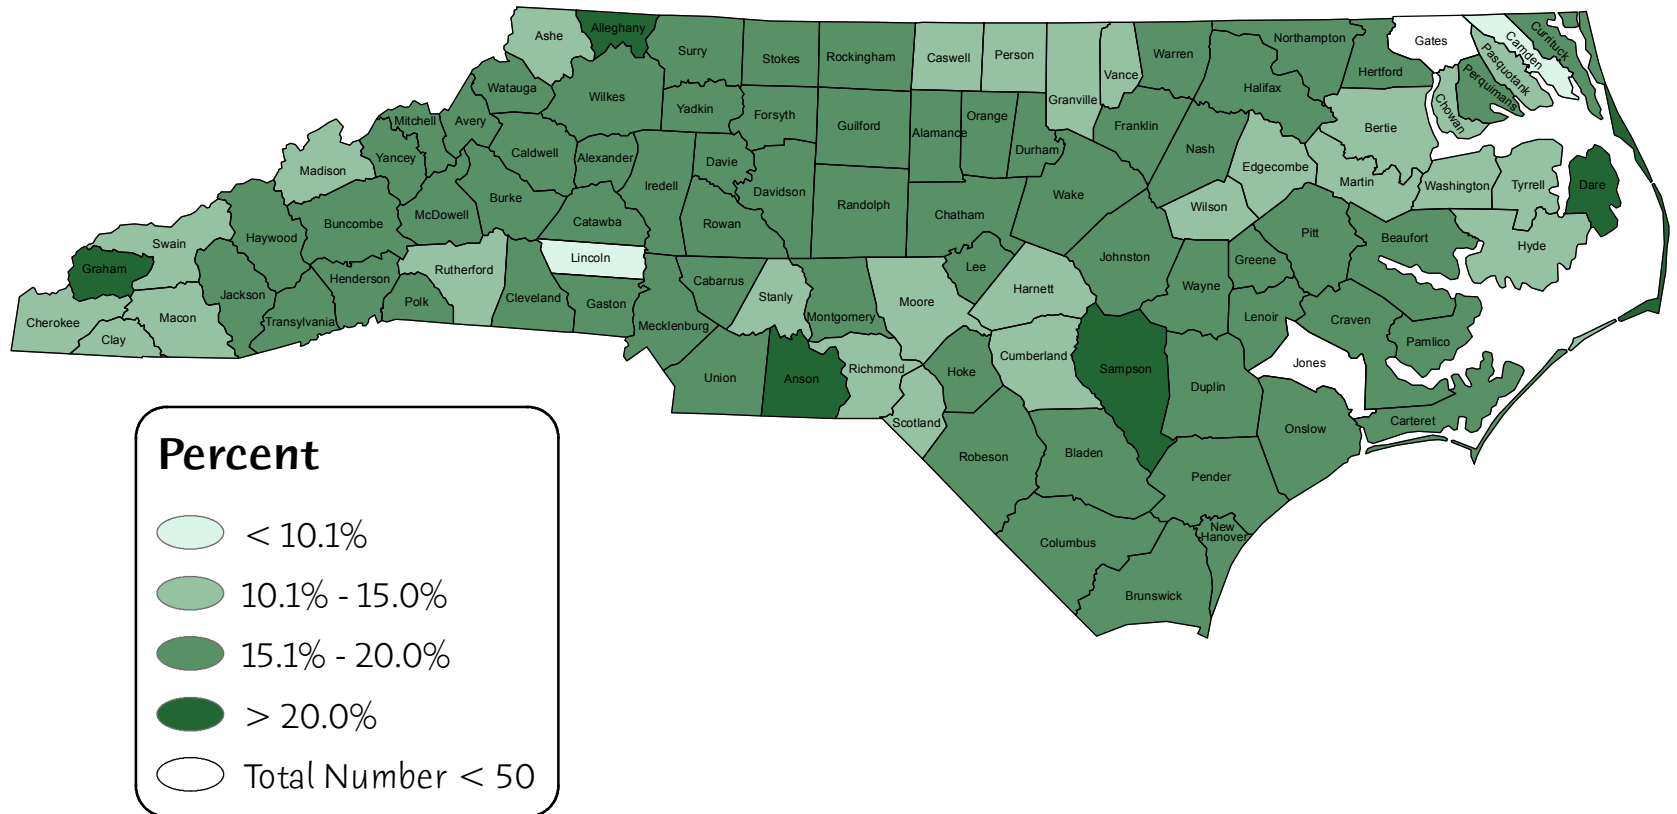 Alleghany
Ashe
Surry
Stokes
Rockingham
Caswell
Person
Granville
Vance
Warren
Northampton
Gates
Camden
Currituck
Pasquotank
Perquimans
Chowan
Hertford
Halifax
Bertie
Watauga
Wilkes
Yadkin
Forsyth
Guilford
Alamance
Orange
Durham
Franklin
Nash
Edgecombe
Martin
Washington
Tyrrell
Dare
Mitchell
Avery
Yancey
Caldwell
Alexander
Davie
Iredell
Davidson
Randolph
Chatham
Wake
Wilson
Madison
McDowell
Burke
Catawba
Rowan
Buncombe
Haywood
Swain
Graham
Rutherford
Lincoln
Cabarrus
Stanly
Montgomery
Moore
Lee
Harnett
Johnston
Wayne
Greene
Pitt
Beaufort
Hyde
Cherokee
Clay
Macon
Jackson
Transylvania
Henderson
Polk
Cleveland
Gaston
Mecklenburg
Lenoir
Craven
Pamlico
Jones
Union
Anson
Richmond
Scotland
Hoke
Cumberland
Sampson
Duplin
Onslow
Carteret
Robeson
Bladen
Pender
New
Hanover
Columbus
Brunswick
Percent
< 10.1%
10.1% - 15.0%
15.1% - 20.0%
> 20.0%
Total Number < 50